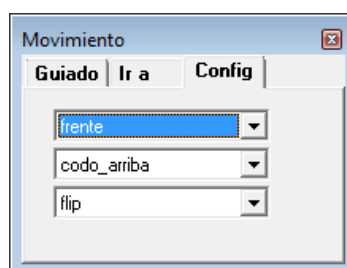 Movimiento
Guiado Ir a Config
frente
codo_arriba
flip